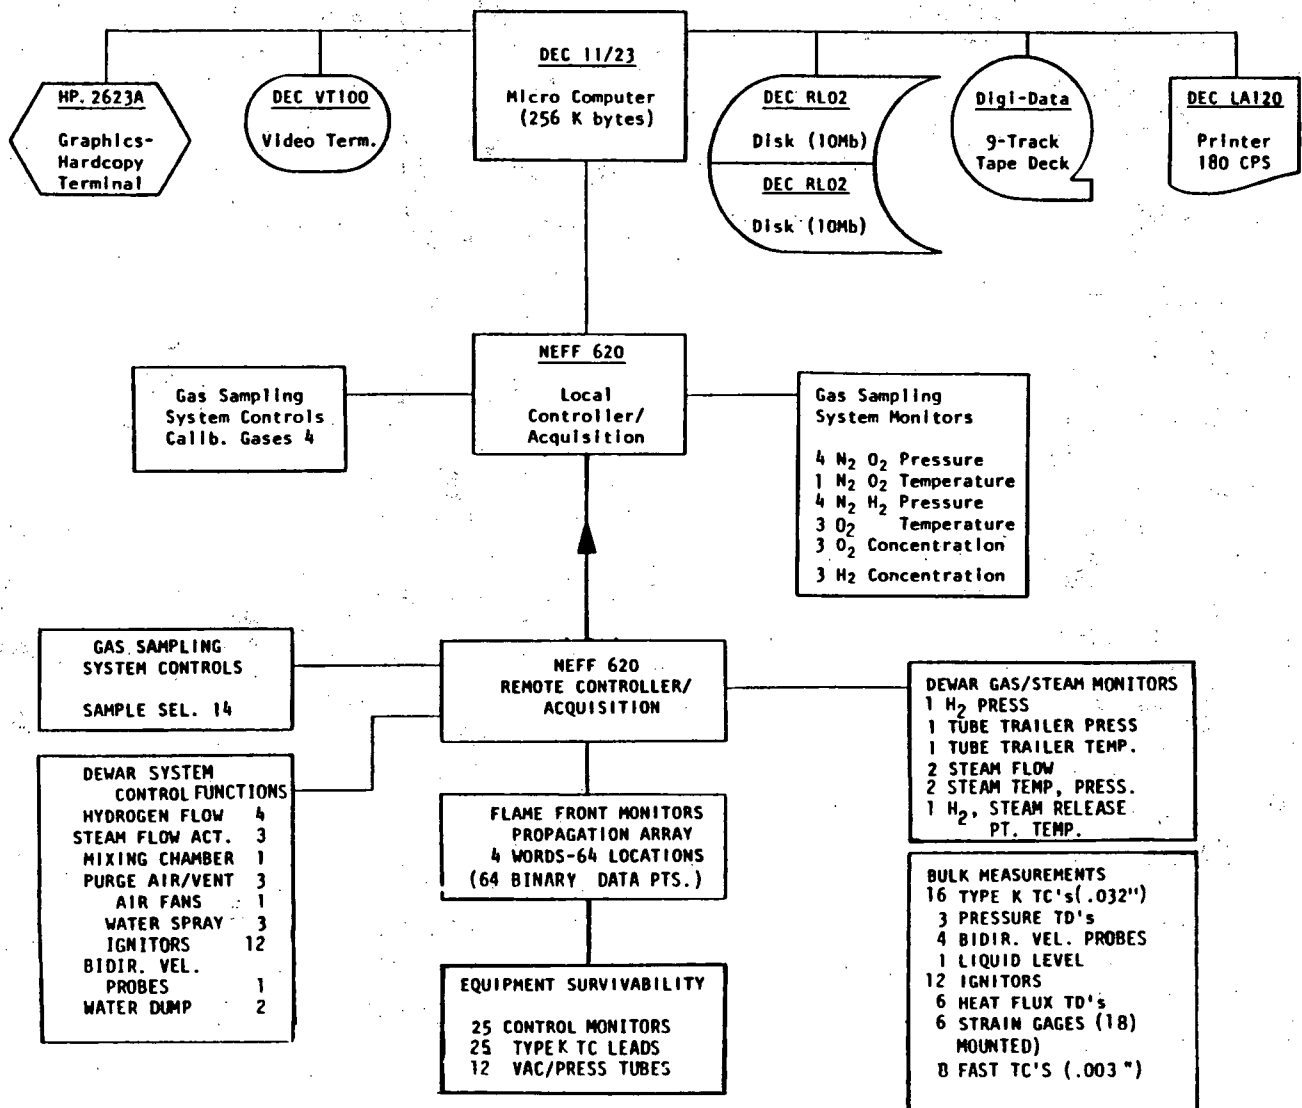 DEC 11/23
Micro Computer
(256 K bytes)
HP. 2623A
Graphics-
Hardcopy
Terminal
DEC VT100
Video Term.
DEC RL02
Disk (10Mb)
DEC RL02
Disk (10Mb)
Digi-Data
9-Track
Tape Deck
DEC LA120
Printer
180 CPS
NEFF 620
Local
Controller/
Acquisition
Gas Sampling
System Controls
Calib. Gases 4
Gas Sampling
System Monitors
4 N2 O2 Pressure
1 N2 O2 Temperature
4 N2 H2 Pressure
3 O2 Temperature
3 O2 Concentration
3 H2 Concentration
GAS SAMPLING
SYSTEM CONTROLS
SAMPLE SEL. 14
NEFF 620
REMOTE CONTROLLER/
ACQUISITION
DEWAR GAS/STEAM MONITORS
1 H2 PRESS
1 TUBE TRAILER PRESS
1 TUBE TRAILER TEMP.
2 STEAM FLOW
2 STEAM TEMP, PRESS.
1 H2, STEAM RELEASE
PT. TEMP.
DEWAR SYSTEM
CONTROL FUNCTIONS
HYDROGEN FLOW 4
STEAM FLOW ACT. 3
MIXING CHAMBER 1
PURGE AIR/VENT 3
AIR FANS 1
WATER SPRAY 3
IGNITORS 12
BIDIR. VEL.
PROBES 1
WATER DUMP 2
FLAME FRONT MONITORS
PROPAGATION ARRAY
4 WORDS-64 LOCATIONS
(64 BINARY DATA PTS.)
EQUIPMENT SURVIVABILITY
25 CONTROL MONITORS
25 TYPE K TC LEADS
12 VAC/PRESS TUBES
BULK MEASUREMENTS
16 TYPE K TC's(.032")
3 PRESSURE TD's
4 BIDIR. VEL. PROBES
1 LIQUID LEVEL
12 IGNITORS
6 HEAT FLUX TD's
6 STRAIN GAGES (18)
MOUNTED)
8 FAST TC'S (.003")